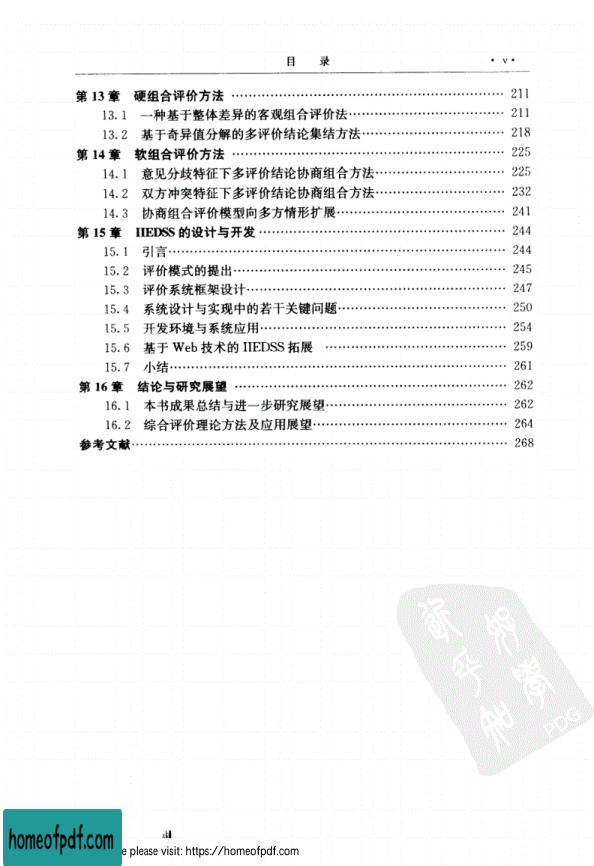 目 录 · v ·
第 13 章 硬组合评价方法 …… 211
13.1 一种基于整体差异的客观组合评价法 …… 211
13.2 基于奇异值分解的多评价结论集结方法 …… 218
第 14 章 软组合评价方法 …… 225
14.1 意见分歧特征下多评价结论协商组合方法 …… 225
14.2 双方冲突特征下多评价结论协商组合方法 …… 232
14.3 协商组合评价模型向多方情形扩展 …… 241
第 15 章 IIEDSS 的设计与开发 …… 244
15.1 引言 …… 244
15.2 评价模式的提出 …… 245
15.3 评价系统框架设计 …… 247
15.4 系统设计与实现中的若干关键问题 …… 250
15.5 开发环境与系统应用 …… 254
15.6 基于 Web 技术的 IIEDSS 拓展 …… 259
15.7 小结 …… 261
第 16 章 结论与研究展望 …… 262
16.1 本书成果总结与进一步研究展望 …… 262
16.2 综合评价理论方法及应用展望 …… 264
参考文献 …… 268
PDG
homeofpdf.com
e please visit: https://homeofpdf.com